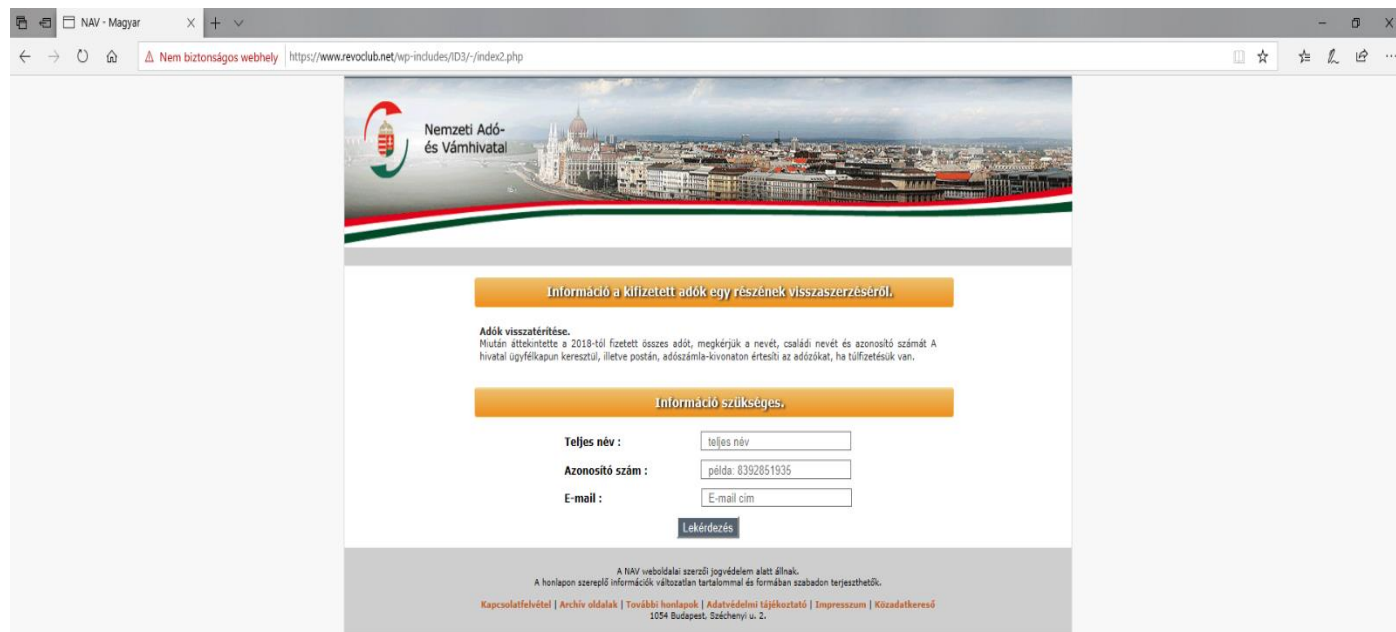 NAV - Magyar
Nem biztonságos webhely https://www.revoclub.net/wp-includes/ID3/-/index2.php
Nemzeti Adó-
és Vámhivatal
Információ a kifizetett adók egy részének visszaszerzéséről.
Adók visszatérítése.
Miután áttekintette a 2018-tól fizetett összes adót, megkérjük a nevét, családi nevét és azonosító számát A
hivatal ügyfélkapun keresztül, illetve postán, adószámla-kivonaton értesíti az adózókat, ha túlfizetésük van.
Információ szükséges.
Teljes név : teljes név
Azonosító szám : példa: 8392851935
E-mail : E-mail cim
Lekérdezés
A NAV weboldalai szerzői jogvédelem alatt állnak.
A honlapon szereplő információk változatlan tartalommal és formában szabadon terjeszthetők.
Kapcsolatfelvétel | Archív oldalak | További honlapok | Adatvédelmi tájékoztató | Impresszum | Közadatkereső
1054 Budapest, Széchenyi u. 2.